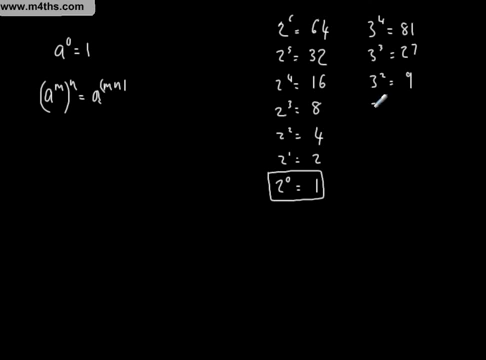 www.m4ths.com
a⁰ = 1
(aᵐ)ⁿ = a⁽ᵐⁿ⁾
2⁶ = 64
2⁵ = 32
2⁴ = 16
2³ = 8
2² = 4
2¹ = 2
2⁰ = 1
3⁴ = 81
3³ = 27
3² = 9